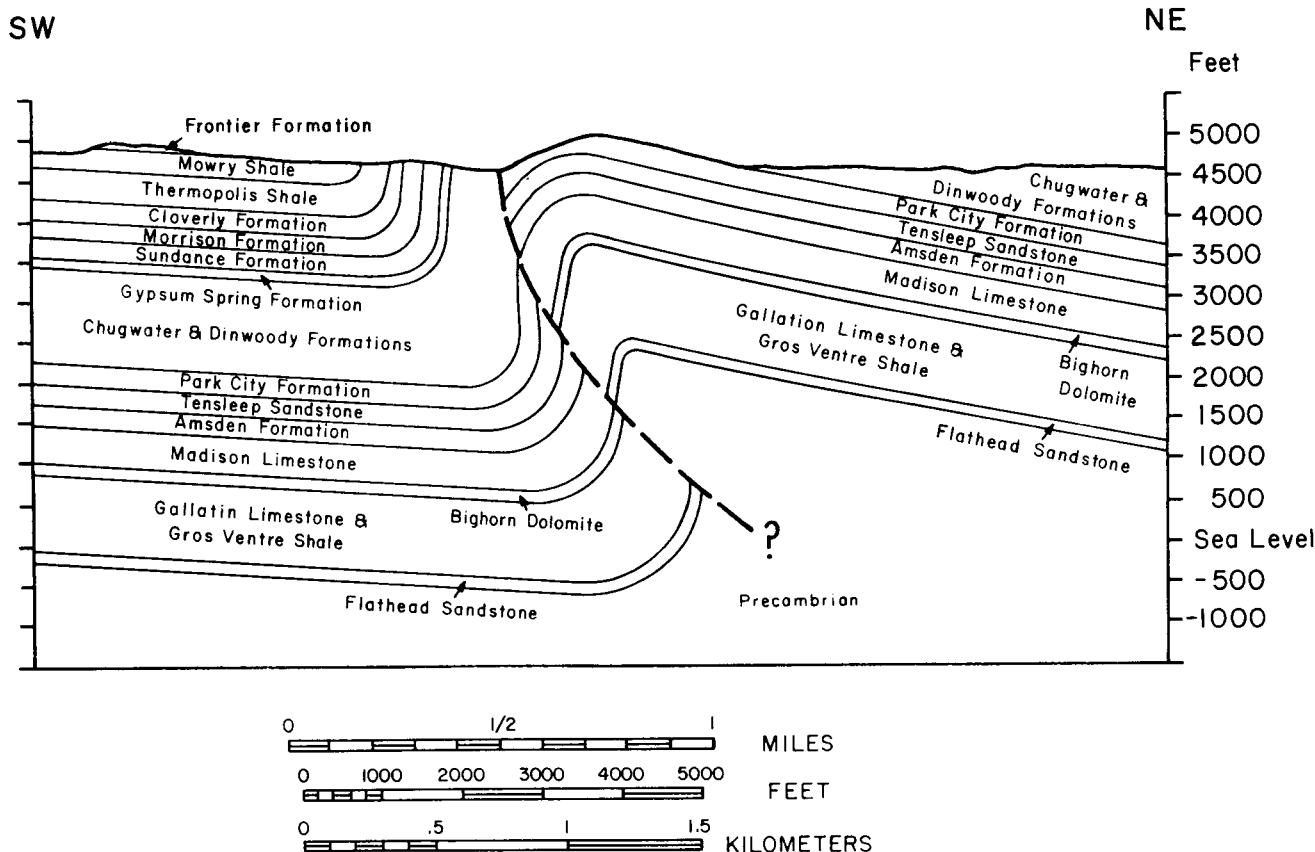 SW
NE
Feet
Frontier Formation
Mowry Shale
Thermopolis Shale
Cloverly Formation
Morrison Formation
Sundance Formation
Gypsum Spring Formation
Chugwater & Dinwoody Formations
Park City Formation
Tensleep Sandstone
Amsden Formation
Madison Limestone
Bighorn Dolomite
Gallatin Limestone &
Gros Ventre Shale
Flathead Sandstone
Chugwater &
Dinwoody Formations
Park City Formation
Tensleep Sandstone
Amsden Formation
Madison Limestone
Gallation Limestone &
Gros Ventre Shale
Bighorn
Dolomite
Flathead Sandstone
?
Precambrian
5000
4500
4000
3500
3000
2500
2000
1500
1000
500
Sea Level
-500
-1000
0 1/2 1
MILES
0 1000 2000 3000 4000 5000
FEET
0 .5 1 1.5
KILOMETERS